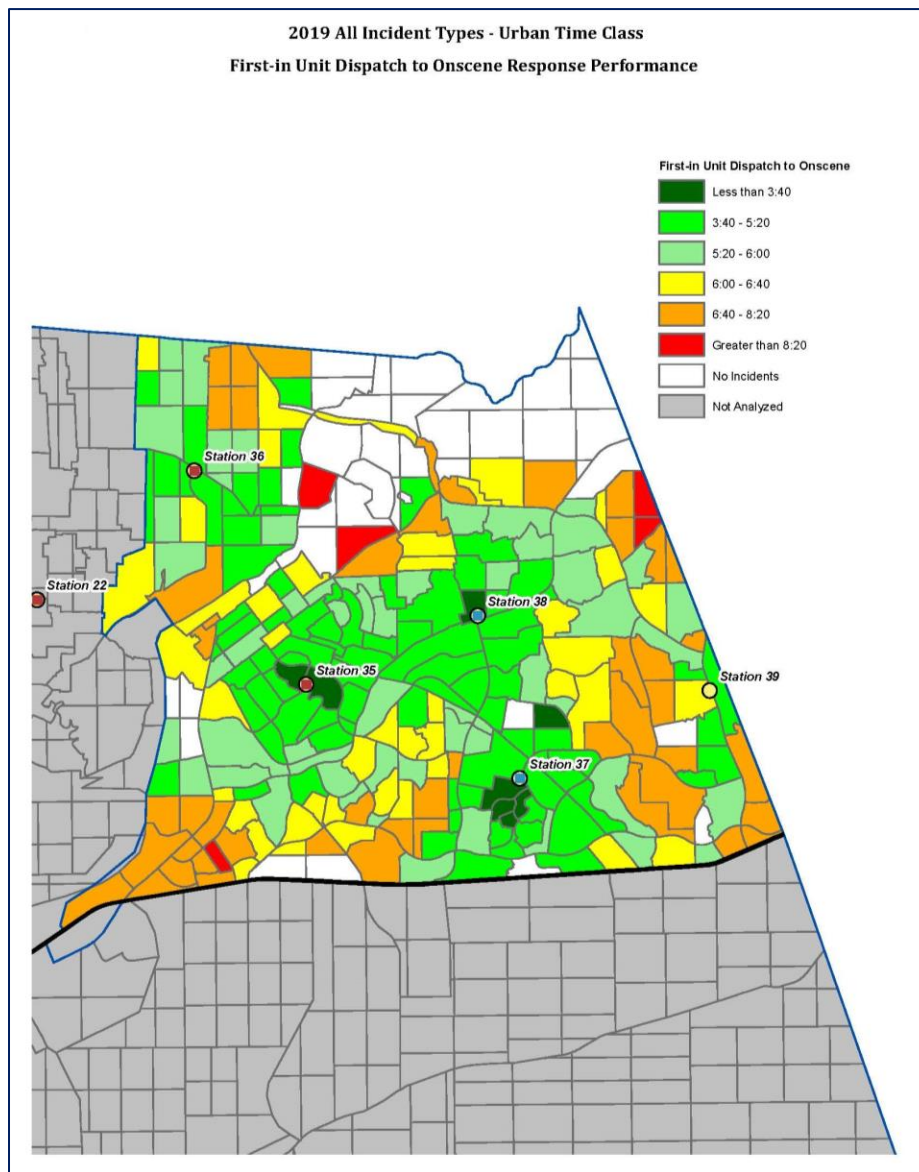 2019 All Incident Types - Urban Time Class
First-in Unit Dispatch to Onscene Response Performance
First-in Unit Dispatch to Onscene
Less than 3:40
3:40 - 5:20
5:20 - 6:00
6:00 - 6:40
6:40 - 8:20
Greater than 8:20
No Incidents
Not Analyzed
Station 36
Station 22
Station 38
Station 35
Station 39
Station 37